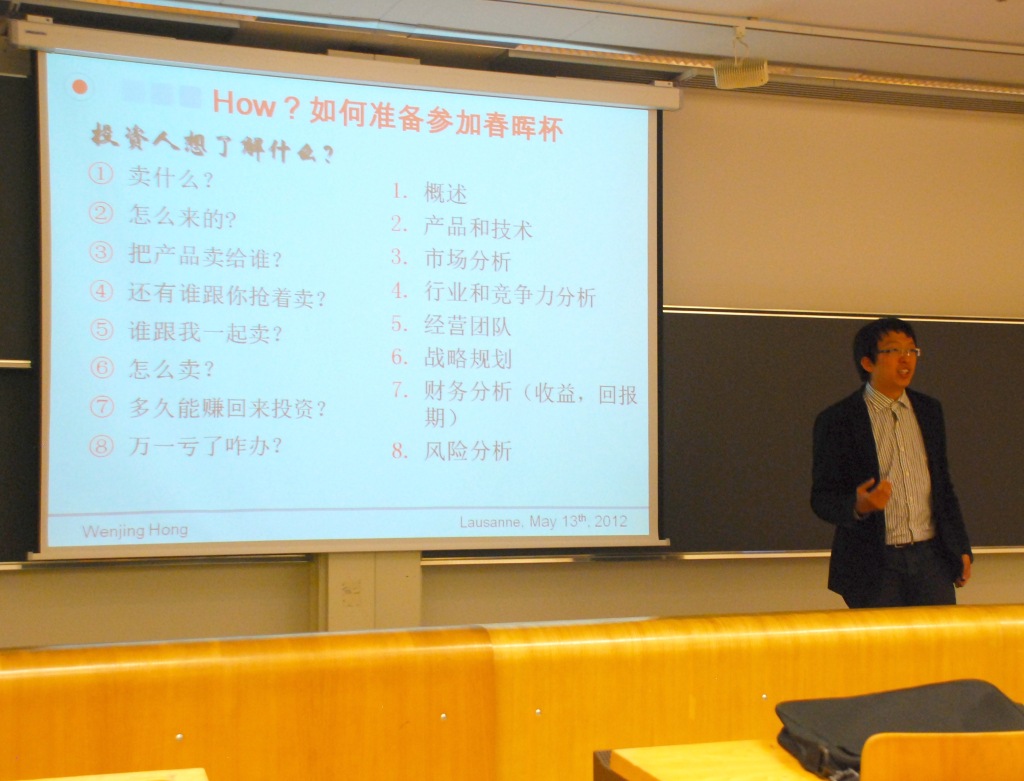 How？如何准备参加春晖杯
投资人想了解什么?
① 卖什么?
② 怎么来的?
③ 把产品卖给谁?
④ 还有谁跟你抢着卖?
⑤ 谁跟我一起卖?
⑥ 怎么卖?
⑦ 多久能赚回来投资?
⑧ 万一亏了咋办?
1. 概述
2. 产品和技术
3. 市场分析
4. 行业和竞争力分析
5. 经营团队
6. 战略规划
7. 财务分析（收益，回报
期）
8. 风险分析
Wenjing Hong
Lausanne, May 13th, 2012